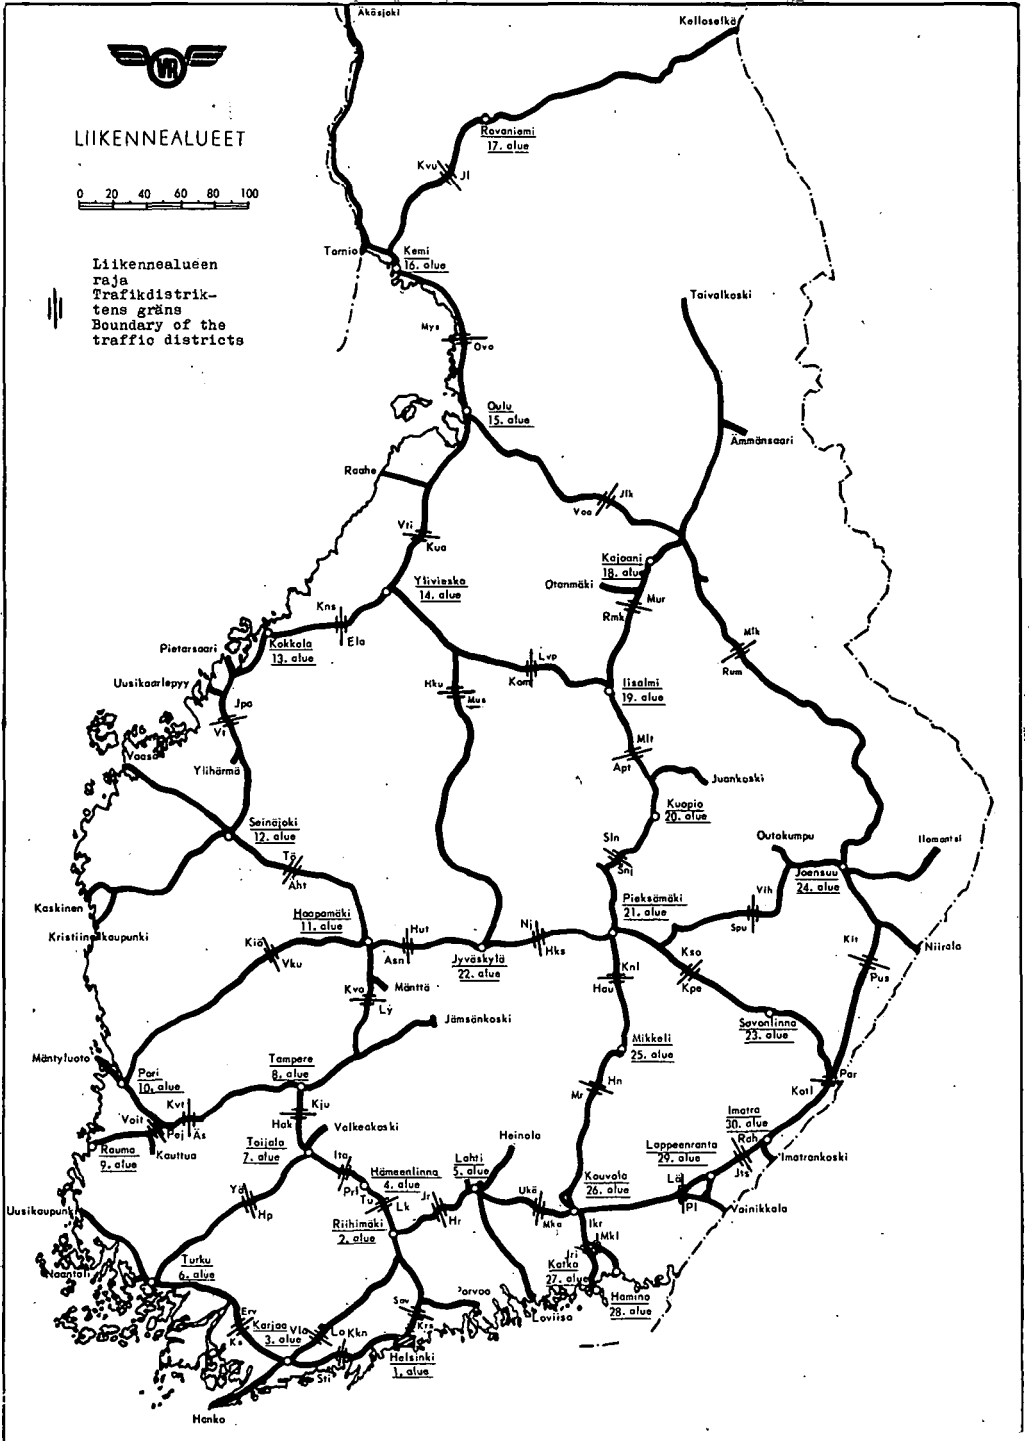 Äkäsjoki
Kelloselkä
VR
LIIKENNEALUEET
0 20 40 60 80 100
Rovaniemi
17. alue
Kvu
Jl
Tornio
Kemi
16. alue
Liikennealueen
raja
Trafikdistrik-
tens gräns
Boundary of the
traffic districts
Taivalkoski
Mys
Ovo
Oulu
15. alue
Ämmänsaari
Raahe
Jlk
Voa
Vti
Kua
Kajaani
18. alue
Otanmäki
Ylivieska
14. alue
Mur
Rmk
Kns
Ela
Mlk
Rum
Kokkola
13. alue
Pietarsaari
Lvp
Kom
Uusikaarlepyy
Hku
Mus
Iisalmi
19. alue
Jpa
Vt
Mlt
Apt
Vaasa
Ylihärmä
Juankoski
Kuopio
20. alue
Seinäjoki
12. alue
Sln
Snj
Outokumpu
Ilomantsi
Tö
Äht
Joensuu
24. alue
Kaskinen
Vih
Spu
Pieksämäki
21. alue
Haapamäki
11. alue
Kristiinankaupunki
Kiö
Vku
Hut
Asn
Nj
Hks
Jyväskylä
22. alue
Kso
Kpe
Kit
Pus
Niirala
Knl
Hau
Mänttä
Kvo
Ly
Jämsänkoski
Savonlinna
23. alue
Mikkeli
25. alue
Mäntyluoto
Pori
10. alue
Tampere
8. alue
Par
Kotl
Hn
Mr
Kvt
Äs
Kju
Hak
Voit
Pej
Imatra
30. alue
Rah
Valkeakoski
Heinola
Rauma
9. alue
Kauttua
Toijala
7. alue
Lappeenranta
29. alue
Jts
Imatrankoski
Ita
Prl
Hämeenlinna
4. alue
Lahti
5. alue
Kouvola
26. alue
Lä
Pl
Vainikkala
Yä
Hp
Tu
Lk
Jr
Hr
Ukä
Mka
Uusikaupunki
Riihimäki
2. alue
Ikr
Mkl
Juri
Naantali
Turku
6. alue
Kotka
27. alue
Hamina
28. alue
Porvoo
Loviisa
Erv
Ka
Karjaa
3. alue
Vla
Lo
Kkn
Sav
Krs
Sti
Helsinki
1. alue
Hanko